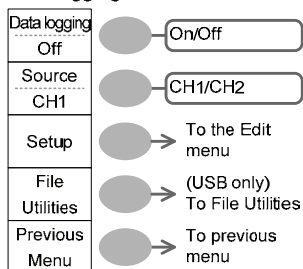 Data logging
Off
On/Off
Source
CH1
CH1/CH2
Setup
To the Edit
menu
File
Utilities
(USB only)
To File Utilities
Previous
Menu
To previous
menu